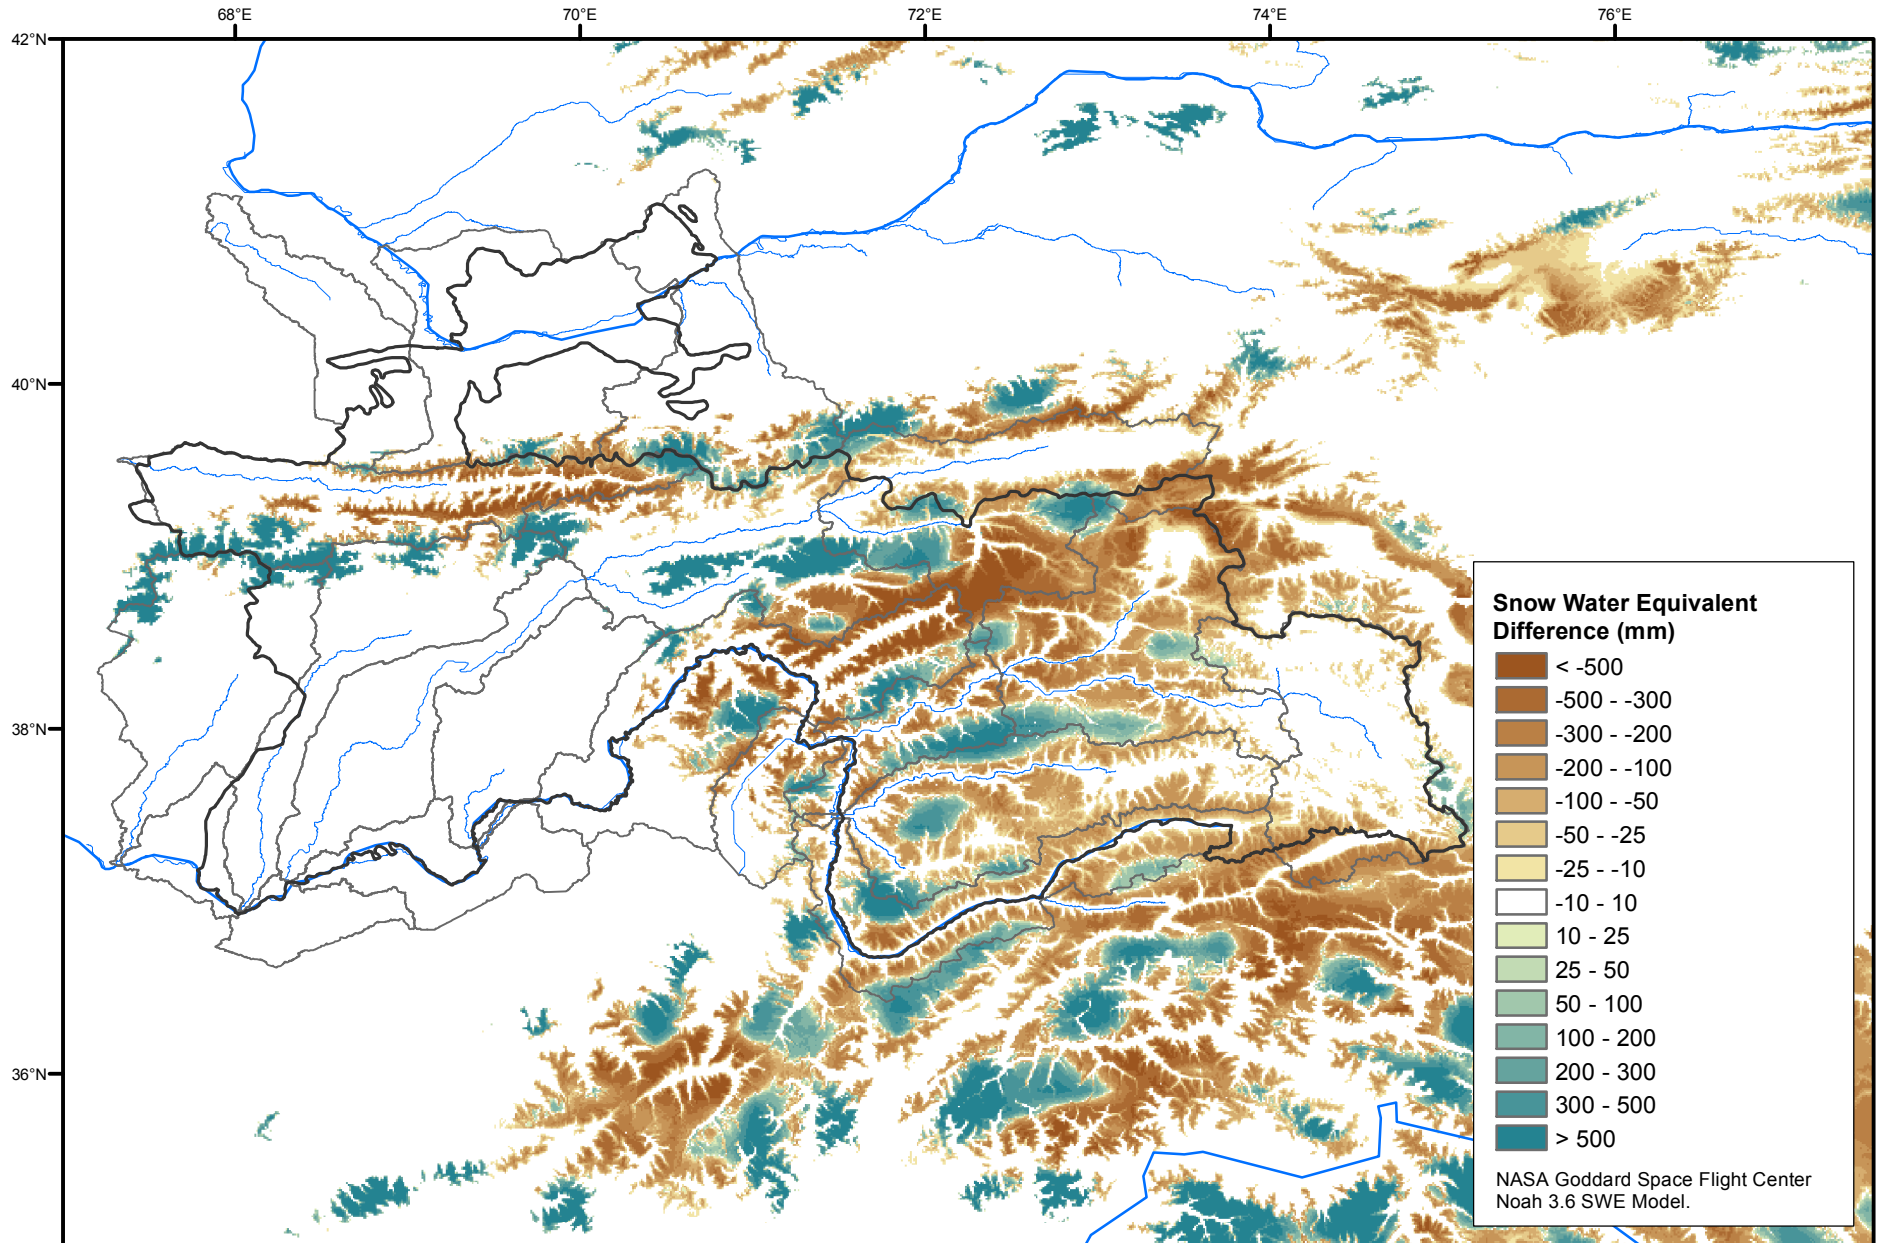 68°E
70°E
72°E
74°E
76°E
42°N
40°N
38°N
36°N
Snow Water Equivalent
Difference (mm)
< -500
-500 - -300
-300 - -200
-200 - -100
-100 - -50
-50 - -25
-25 - -10
-10 - 10
10 - 25
25 - 50
50 - 100
100 - 200
200 - 300
300 - 500
> 500
NASA Goddard Space Flight Center
Noah 3.6 SWE Model.